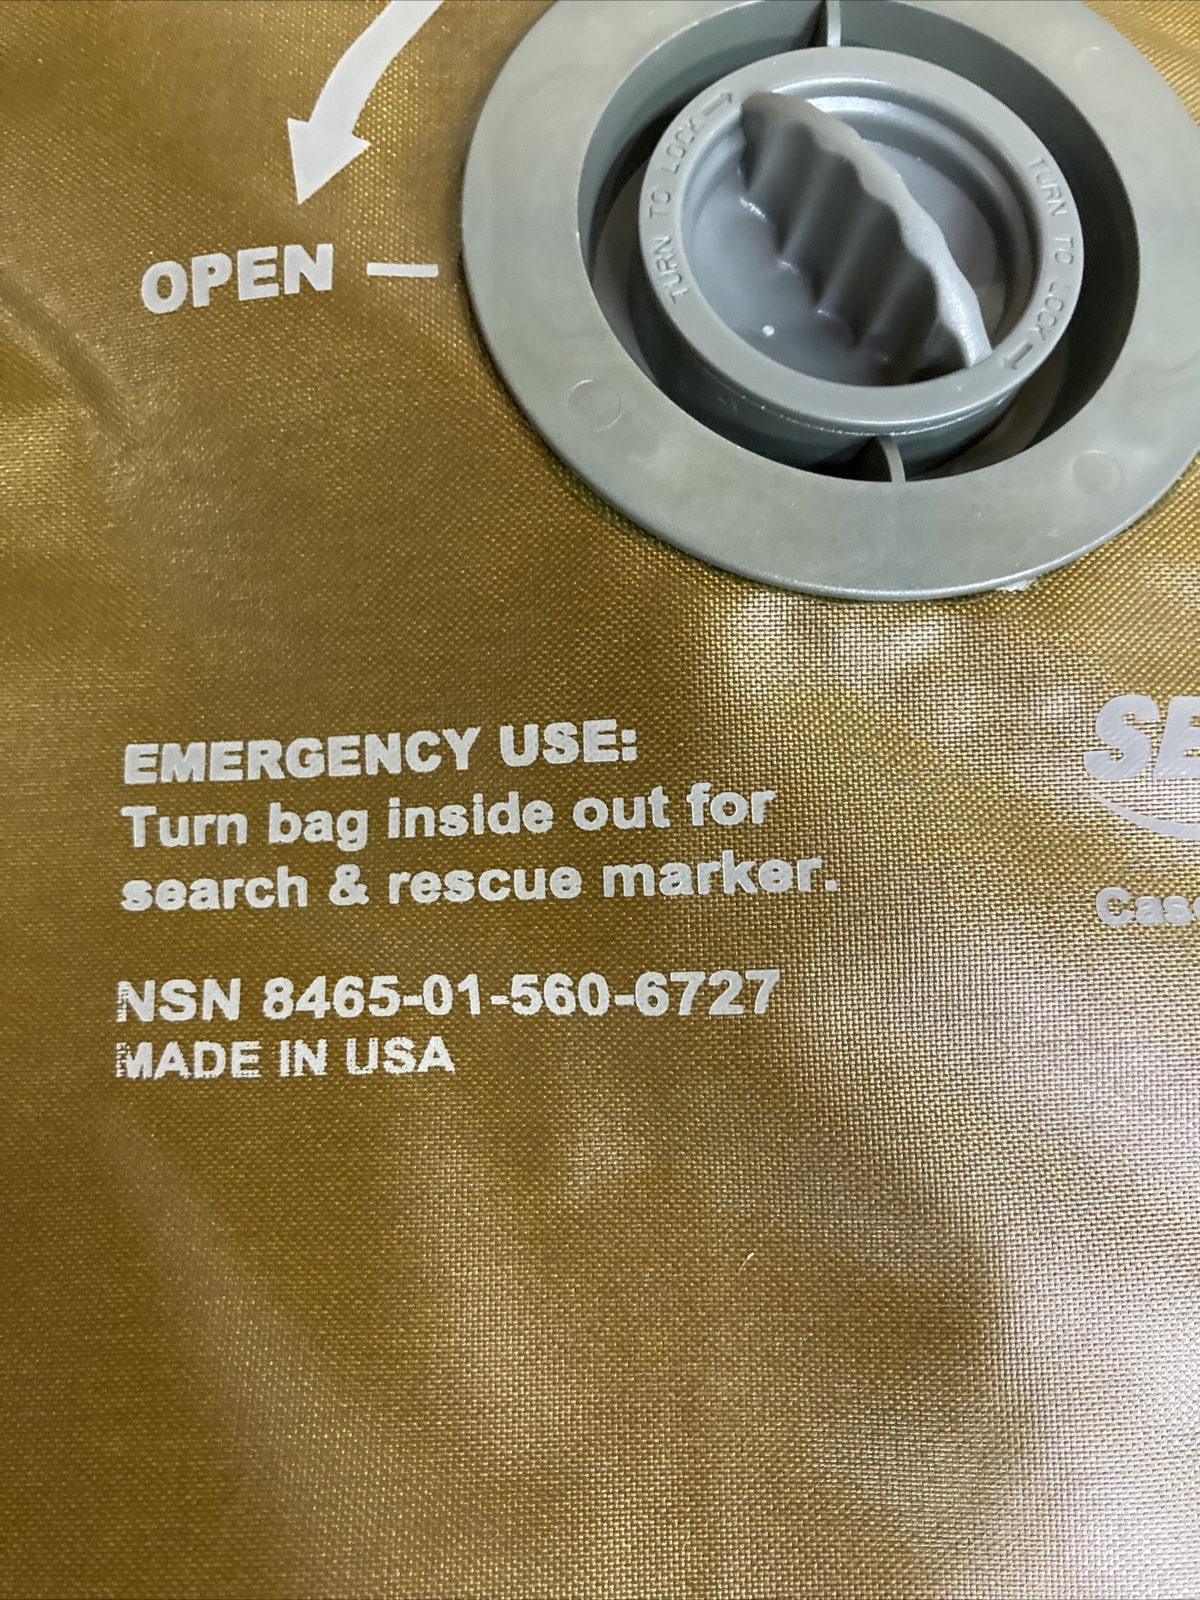 TURN TO LOCK
TURN TO LOCK
OPEN
EMERGENCY USE:
Turn bag inside out for
search & rescue marker.
NSN 8465-01-560-6727
MADE IN USA